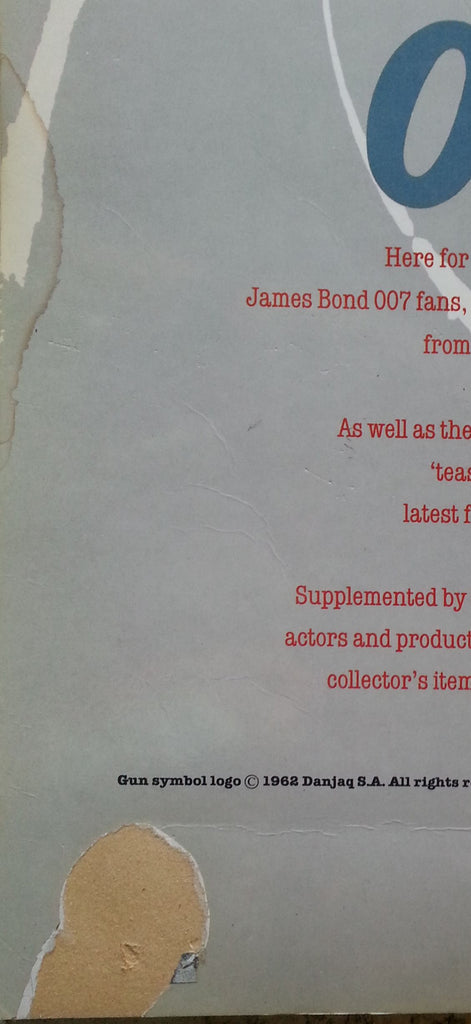 0
Here for
James Bond 007 fans,
from
As well as the
‘teas
latest f
Supplemented by
actors and product
collector’s item
Gun symbol logo © 1962 Danjaq S.A. All rights r